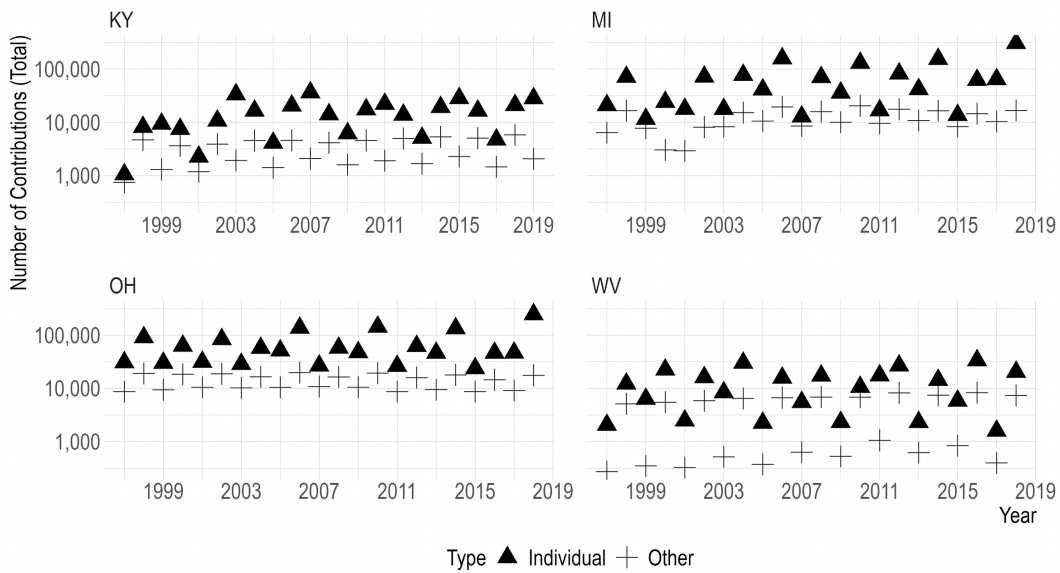 KY
MI
Number of Contributions (Total)
100,000
10,000
1,000
1999 2003 2007 2011 2015 2019
1999 2003 2007 2011 2015 2019
OH
WV
100,000
10,000
1,000
1999 2003 2007 2011 2015 2019
1999 2003 2007 2011 2015 2019
Year
Type Individual Other